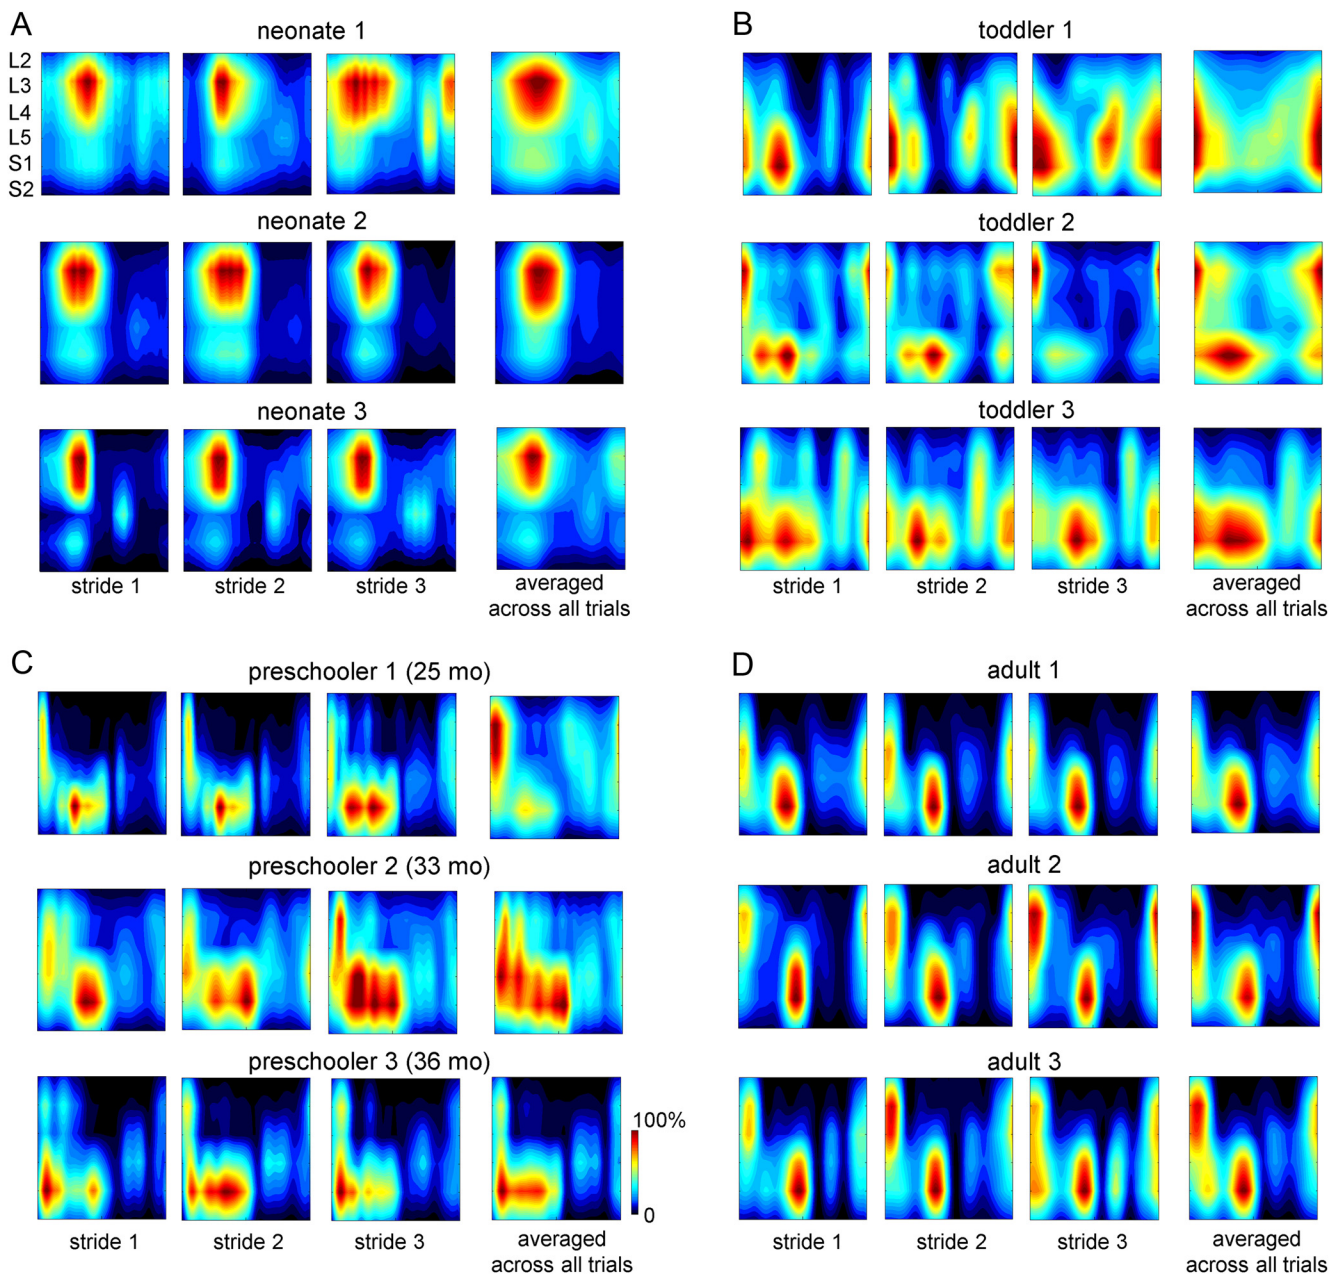 A
neonate 1
L2
L3
L4
L5
S1
S2
neonate 2
neonate 3
stride 1
stride 2
stride 3
averaged
across all trials
B
toddler 1
toddler 2
toddler 3
stride 1
stride 2
stride 3
averaged
across all trials
C
preschooler 1 (25 mo)
preschooler 2 (33 mo)
preschooler 3 (36 mo)
100%
0
stride 1
stride 2
stride 3
averaged
across all trials
D
adult 1
adult 2
adult 3
stride 1
stride 2
stride 3
averaged
across all trials